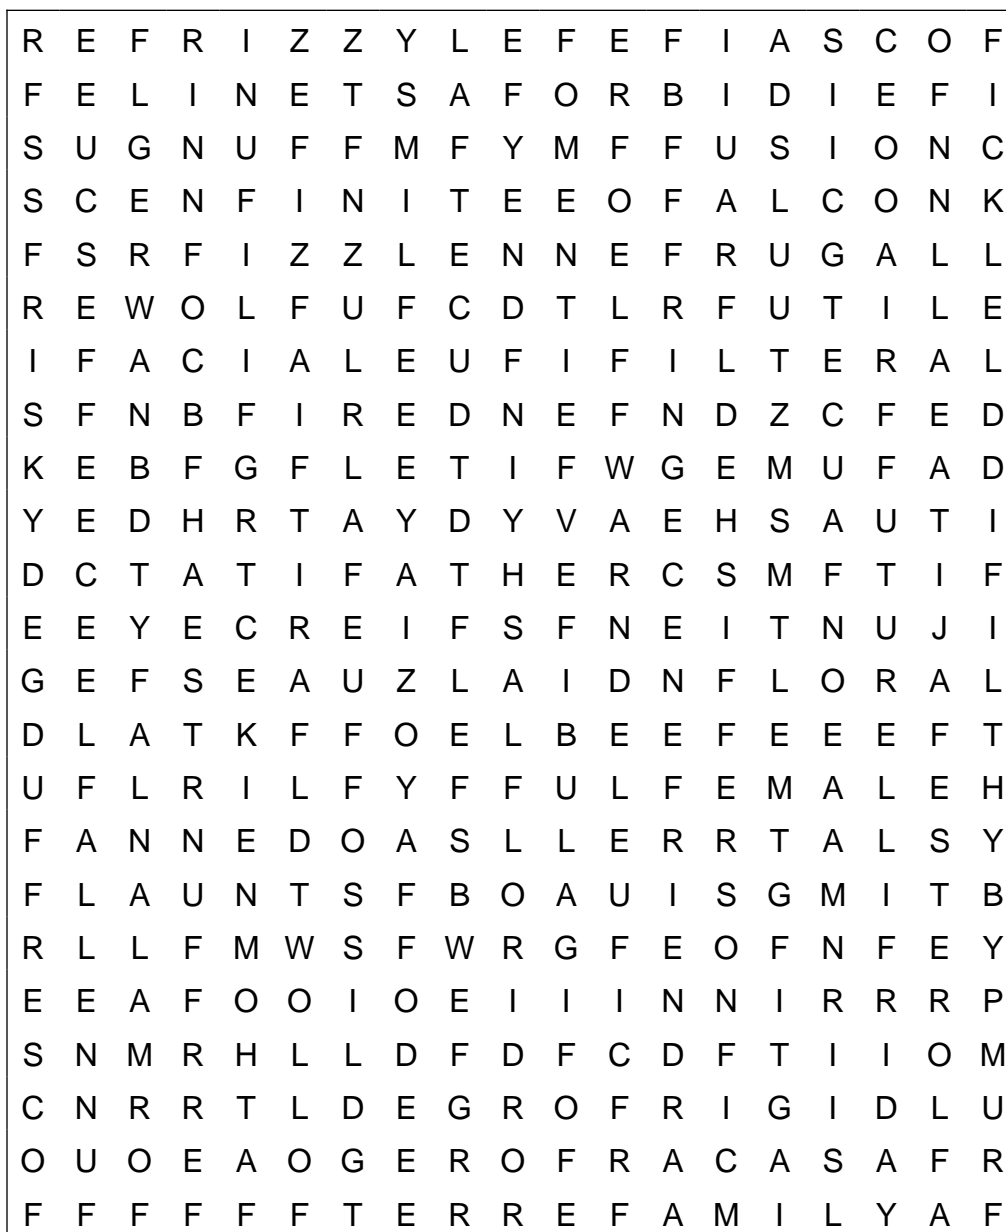 R E F R I Z Z Y L E F E F I A S C O F
F E L I N E T S A F O R B I D I E F I
S U G N U F F M F Y M F F U S I O N C
S C E N F I N I T E E O F A L C O N K
F S R F I Z Z L E N N E F R U G A L L
R E W O L F U F C D T L R F U T I L E
I F A C I A L E U F I F I L T E R A L
S F N B F I R E D N E F N D Z C F E D
K E B F G F L E T I F W G E M U F A D
Y E D H R T A Y D Y V A E H S A U T I
D C T A T I F A T H E R C S M F T I F
E E Y E C R E I F S F N E I T N U J I
G E F S E A U Z L A I D N F L O R A L
D L A T K F F O E L B E E F E E E F T
U F L R I L F Y F F U L F E M A L E H
F A N N E D O A S L L E R R T A L S Y
F L A U N T S F B O A U I S G M I T B
R L L F M W S F W R G F E O F N F E Y
E E A F O O I O E I I I N N I R R R P
S N M R H L L D F D F C D F T I I O M
C N R R T L D E G R O F R I G I D L U
O U O E A O G E R O F R A C A S A F R
F F F F F F T E R R E F A M I L Y A F